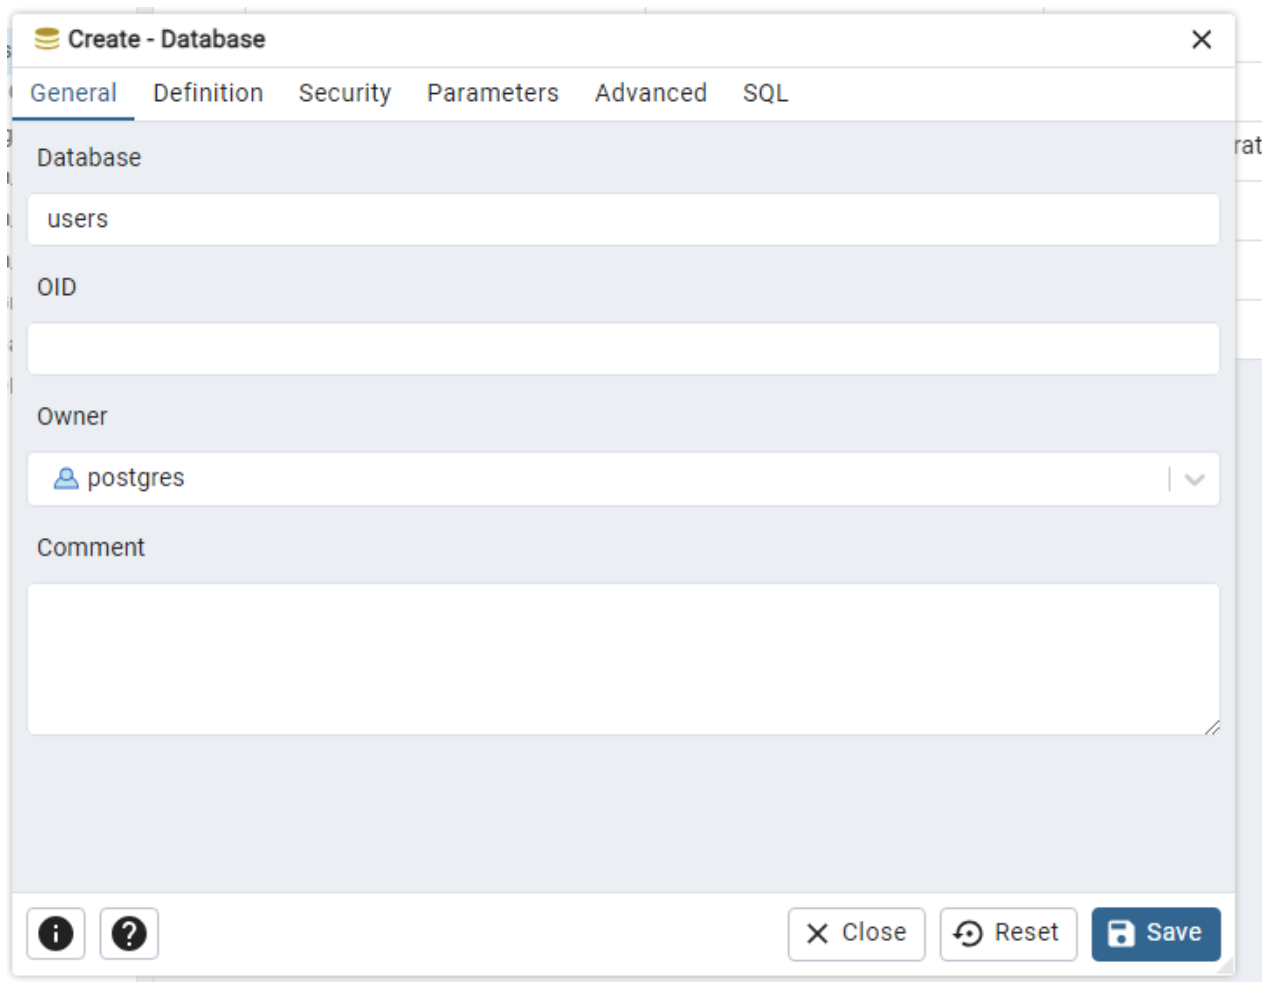 Create - Database
General Definition Security Parameters Advanced SQL
Database
users
OID
Owner
postgres
Comment
Close Reset Save